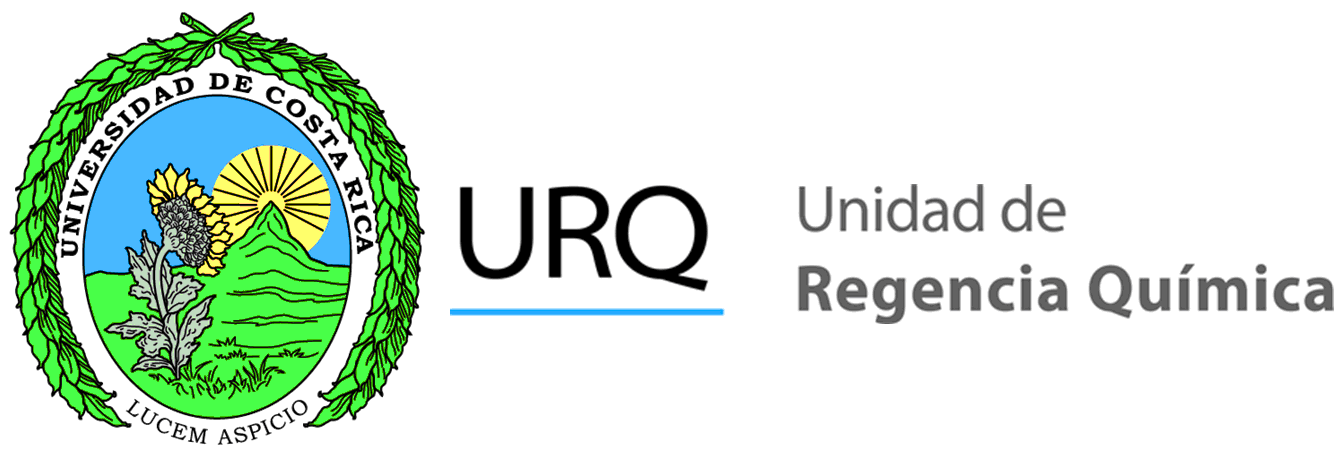 UNIVERSIDAD DE COSTA RICA
LUCEM ASPICIO
URQ
Unidad de
Regencia Química